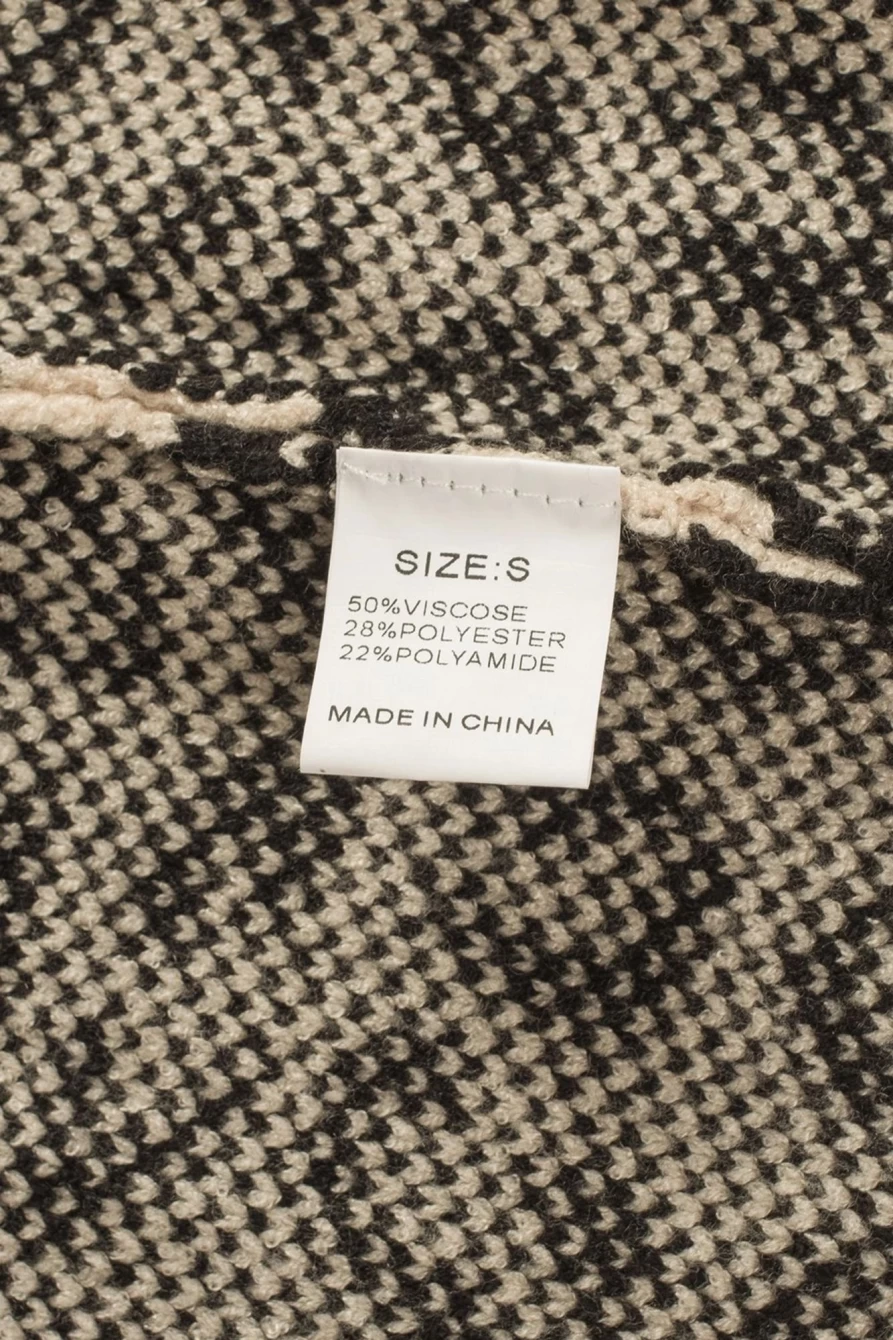 SIZE:S
50%VISCOSE
28%POLYESTER
22%POLYAMIDE
MADE IN CHINA